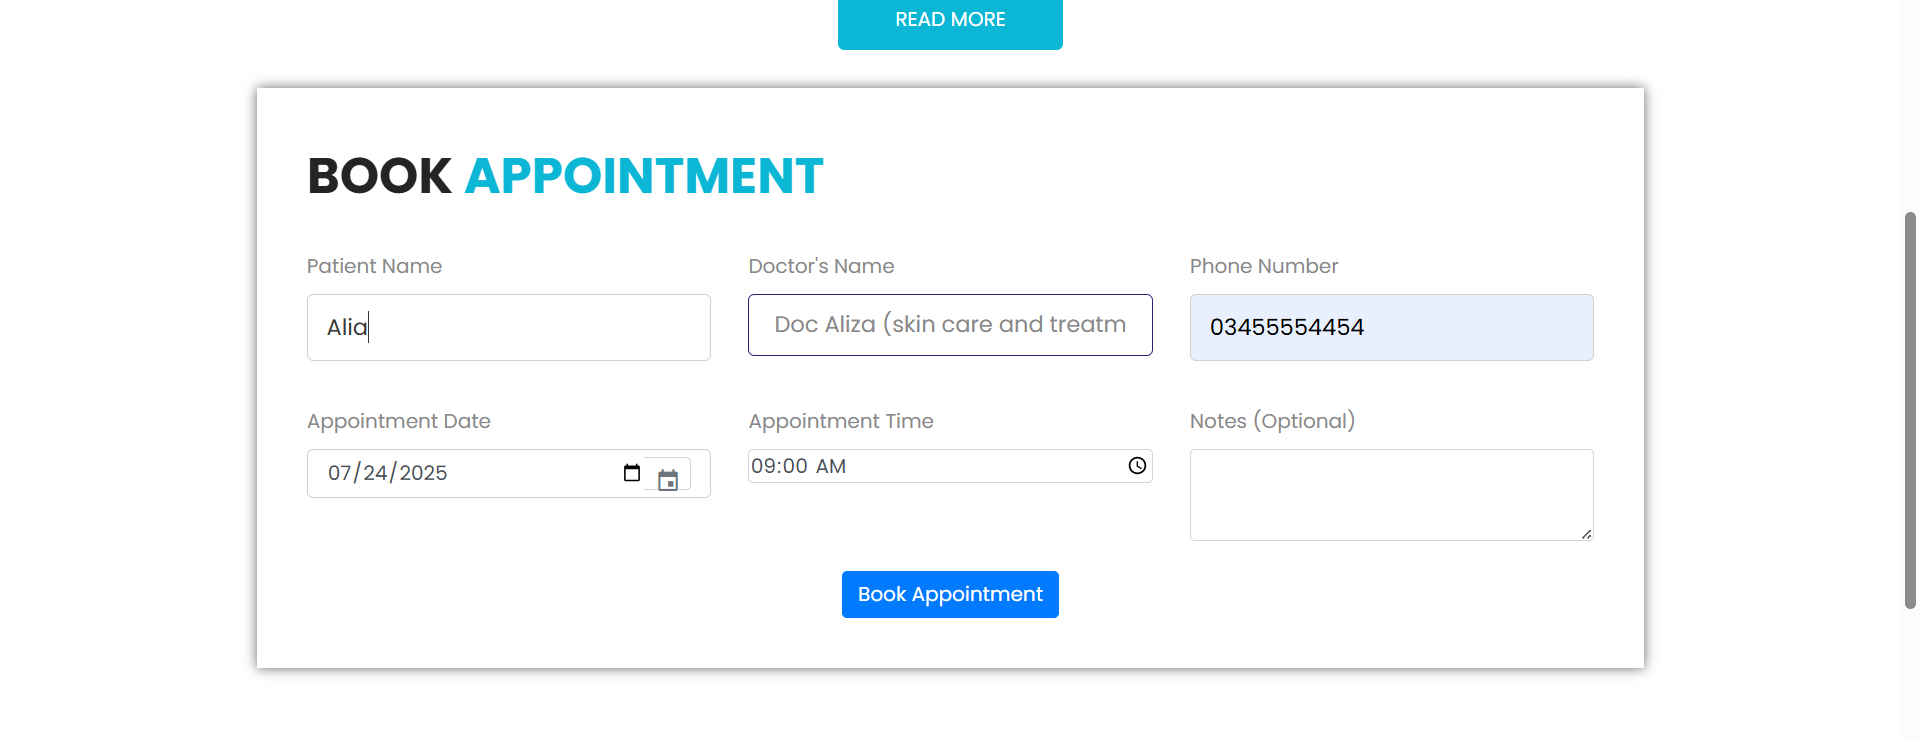 READ MORE
BOOK APPOINTMENT
Patient Name
Doctor's Name
Phone Number
Alia
Doc Aliza (skin care and treatm
03455554454
Appointment Date
Appointment Time
Notes (Optional)
07/24/2025
09:00 AM
Book Appointment